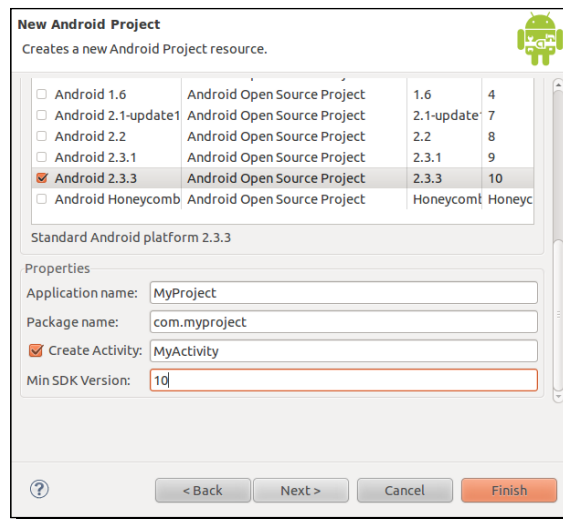 New Android Project
Creates a new Android Project resource.
Android 1.6 Android Open Source Project 1.6 4
Android 2.1-update1 Android Open Source Project 2.1-update 7
Android 2.2 Android Open Source Project 2.2 8
Android 2.3.1 Android Open Source Project 2.3.1 9
Android 2.3.3 Android Open Source Project 2.3.3 10
Android Honeycomb Android Open Source Project Honeycomb Honeyc
Standard Android platform 2.3.3
Properties
Application name: MyProject
Package name: com.myproject
Create Activity: MyActivity
Min SDK Version: 10
? < Back Next > Cancel Finish